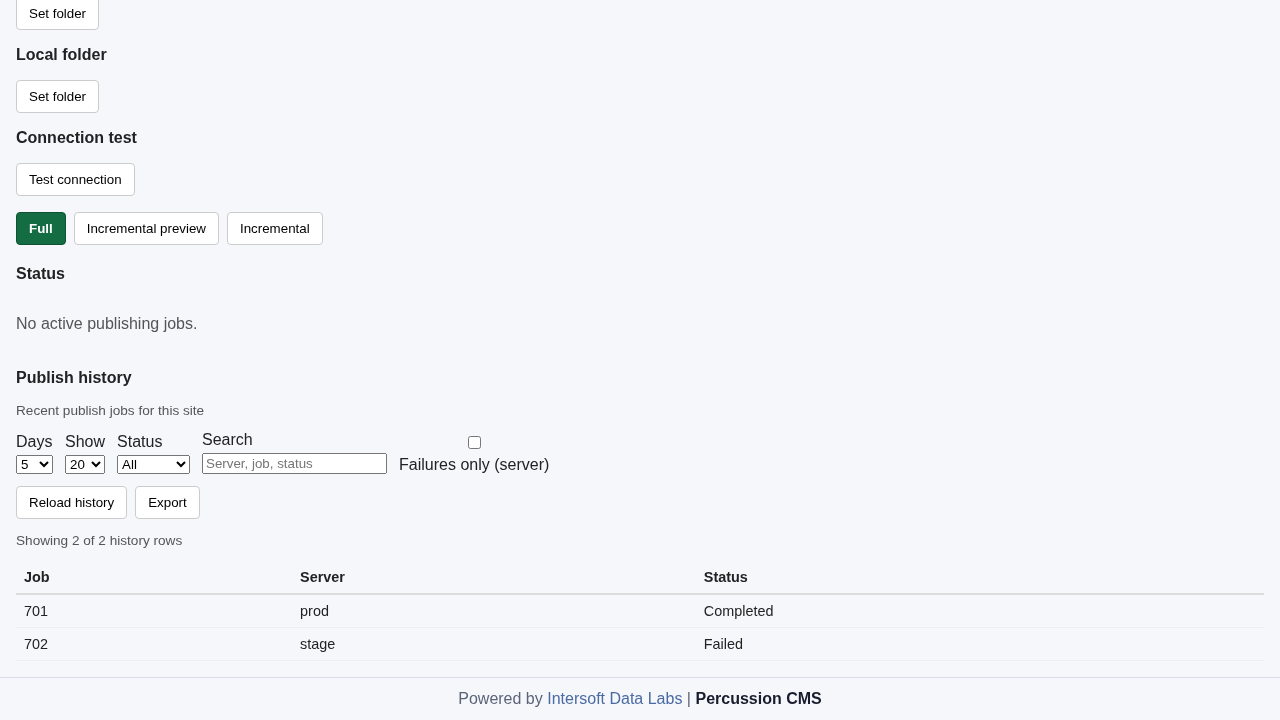 Set folder
Local folder
Set folder
Connection test
Test connection
Full Incremental preview Incremental
Status
No active publishing jobs.
Publish history
Recent publish jobs for this site
Days Show Status Search
5 20 All Server, job, status Failures only (server)
Reload history Export
Showing 2 of 2 history rows
Job Server Status
701 prod Completed
702 stage Failed
Powered by Intersoft Data Labs | Percussion CMS